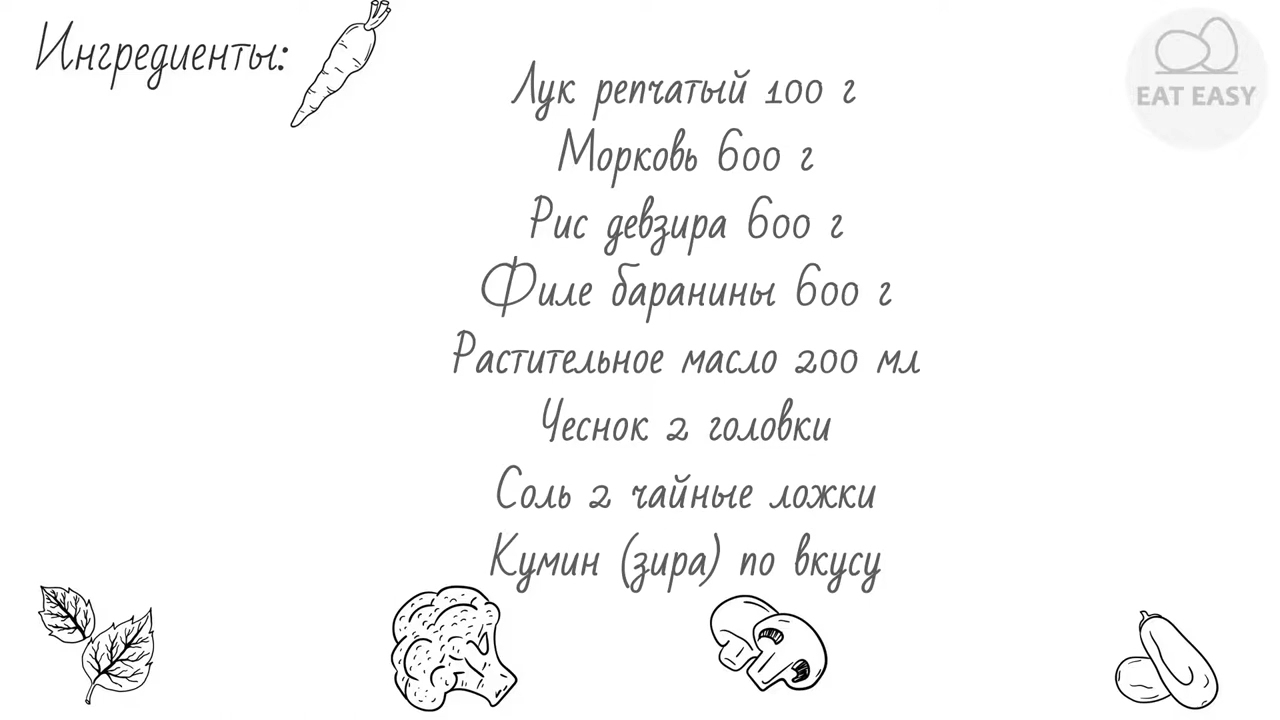 Ингредиенты:
EAT EASY
Лук репчатый 100 г
Морковь 600 г
Рис девзира 600 г
Филе баранины 600 г
Растительное масло 200 мл
Чеснок 2 головки
Соль 2 чайные ложки
Кумин (зира) по вкусу